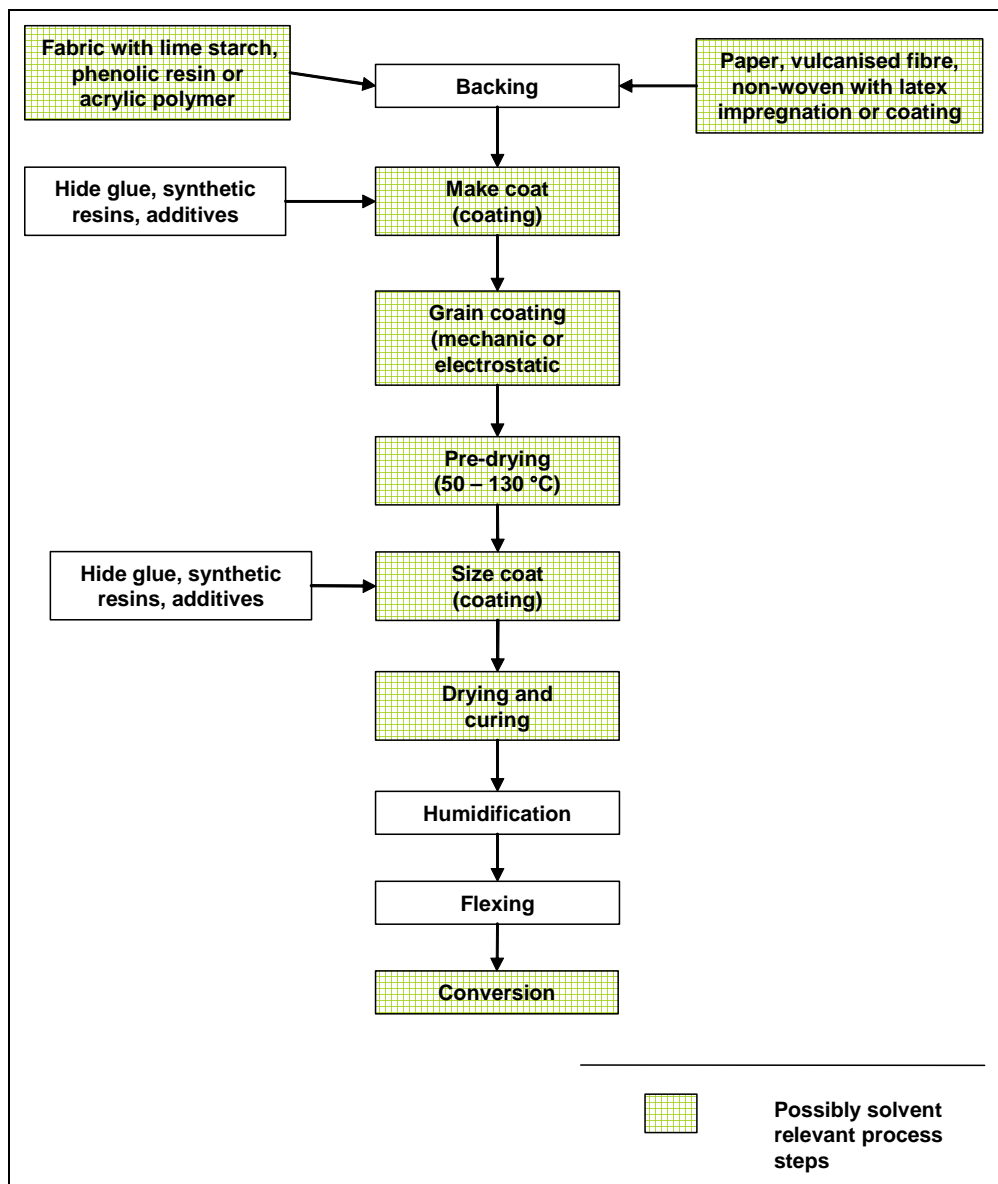 Fabric with lime starch,
phenolic resin or
acrylic polymer
Backing
Paper, vulcanised fibre,
non-woven with latex
impregnation or coating
Hide glue, synthetic
resins, additives
Make coat
(coating)
Grain coating
(mechanic or
electrostatic
Pre-drying
(50 – 130 °C)
Hide glue, synthetic
resins, additives
Size coat
(coating)
Drying and
curing
Humidification
Flexing
Conversion
Possibly solvent
relevant process
steps